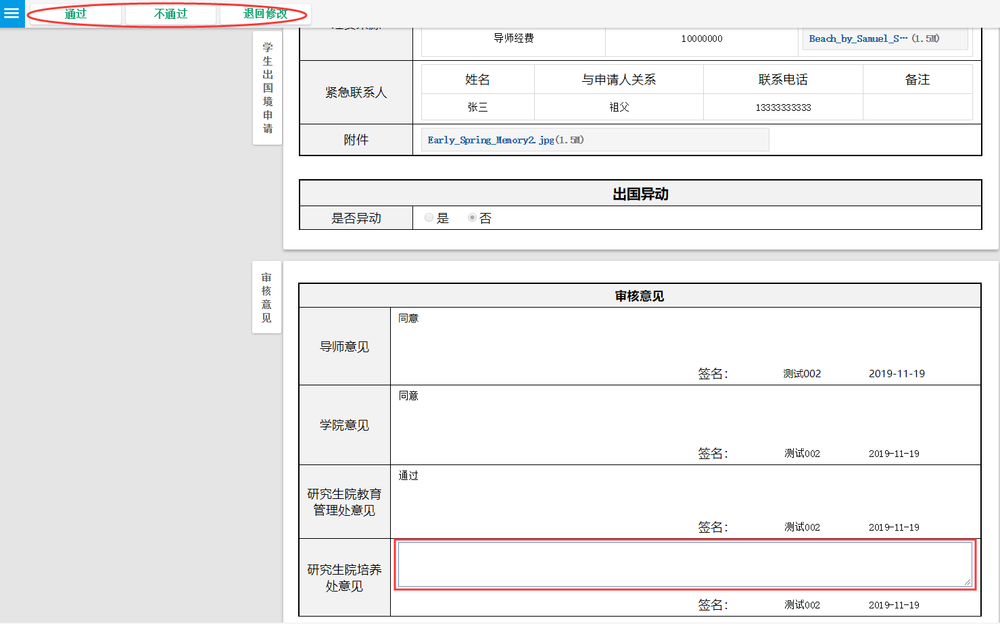 通过 不通过 退回修改
学生出国境申请
导师经费 10000000 Beach_by_Samuel_S··· (1.5M)
紧急联系人 姓名 与申请人关系 联系电话 备注
张三 祖父 13333333333
附件 Early_Spring_Memory2.jpg(1.5M)
出国异动
是否异动 是 否
审核意见
审核意见
导师意见 同意
签名： 测试002 2019-11-19
学院意见 同意
签名： 测试002 2019-11-19
研究生院教育
管理处意见 通过
签名： 测试002 2019-11-19
研究生院培养
处意见
签名： 测试002 2019-11-19